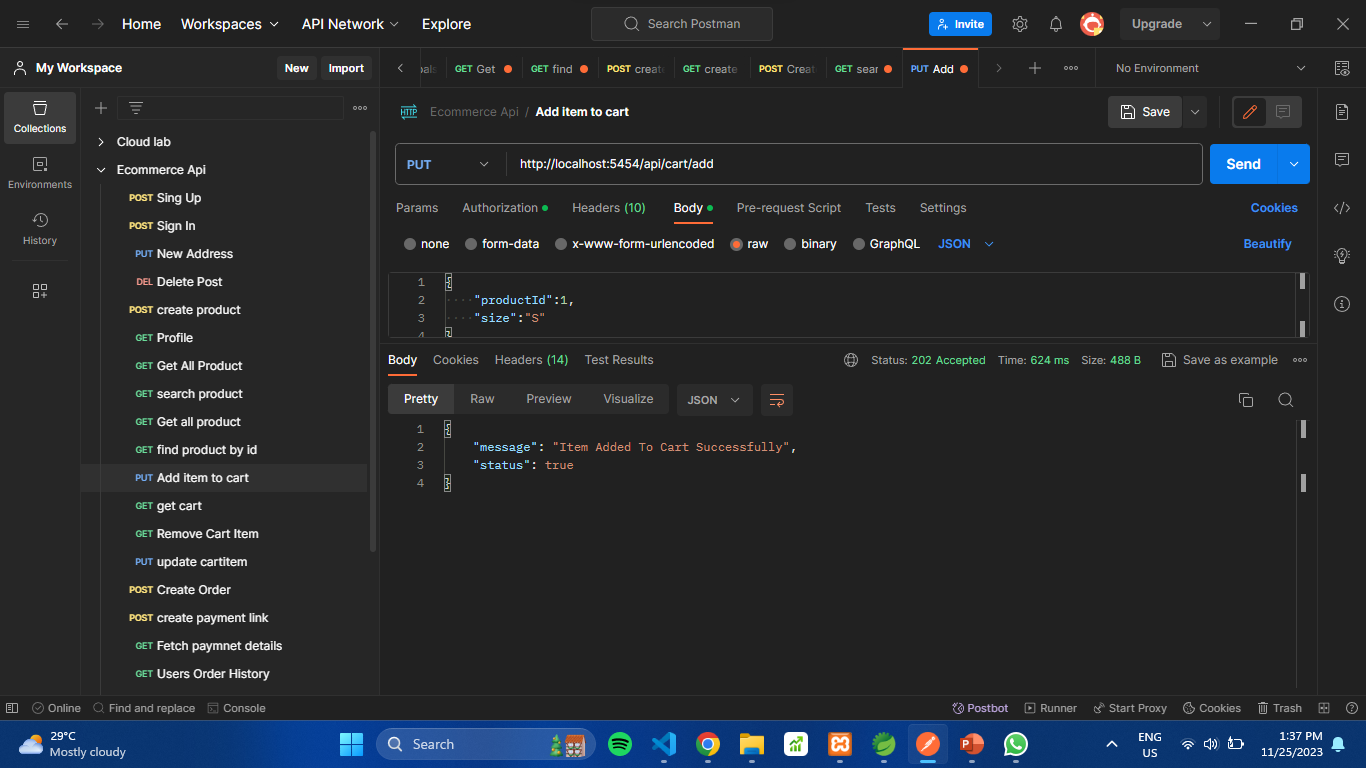 Home Workspaces API Network Explore Search Postman Invite Upgrade
My Workspace New Import GET Get GET find POST create GET create POST Creat GET sear PUT Add No Environment
Collections
Environments
History
Cloud lab
Ecommerce Api
POST Sing Up
POST Sign In
PUT New Address
DEL Delete Post
POST create product
GET Profile
GET Get All Product
GET search product
GET Get all product
GET find product by id
PUT Add item to cart
GET get cart
GET Remove Cart Item
PUT update cartitem
POST Create Order
POST create payment link
GET Fetch paymnet details
GET Users Order History
HTTP Ecommerce Api / Add item to cart Save
PUT http://localhost:5454/api/cart/add Send
Params Authorization Headers (10) Body Pre-request Script Tests Settings Cookies
none form-data x-www-form-urlencoded raw binary GraphQL JSON Beautify
1 {
2 "productId":1,
3 "size":"S"
4 }
Body Cookies Headers (14) Test Results Status: 202 Accepted Time: 624 ms Size: 488 B Save as example
Pretty Raw Preview Visualize JSON
1 {
2 "message": "Item Added To Cart Successfully",
3 "status": true
4 }
Online Find and replace Console Postbot Runner Start Proxy Cookies Trash
29°C
Mostly cloudy
Search
ENG
US
1:37 PM
11/25/2023